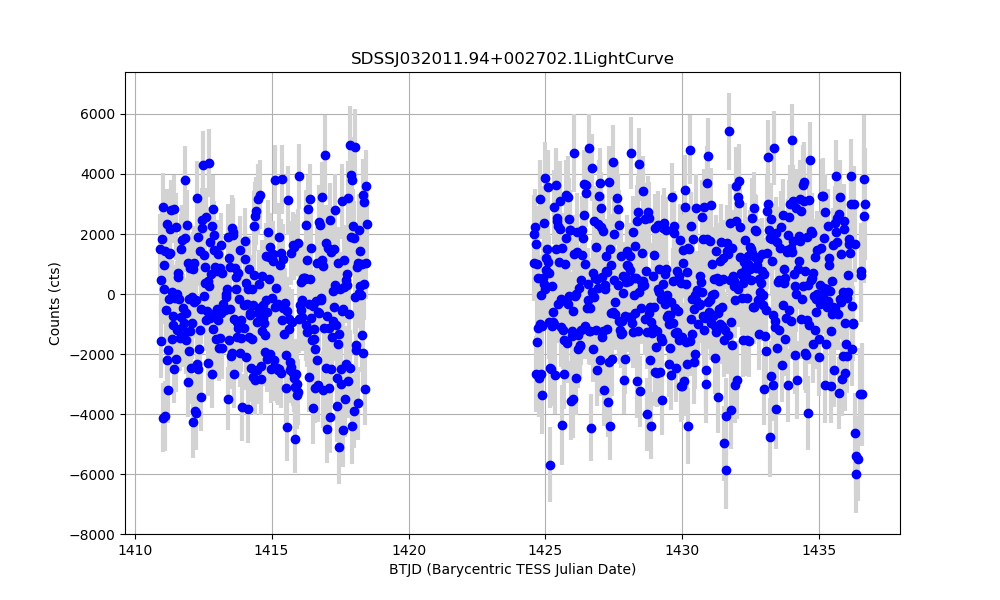 SDSSJ032011.94+002702.1LightCurve
6000
4000
2000
0
−2000
−4000
−6000
−8000
Counts (cts)
1410 1415 1420 1425 1430 1435
BTJD (Barycentric TESS Julian Date)